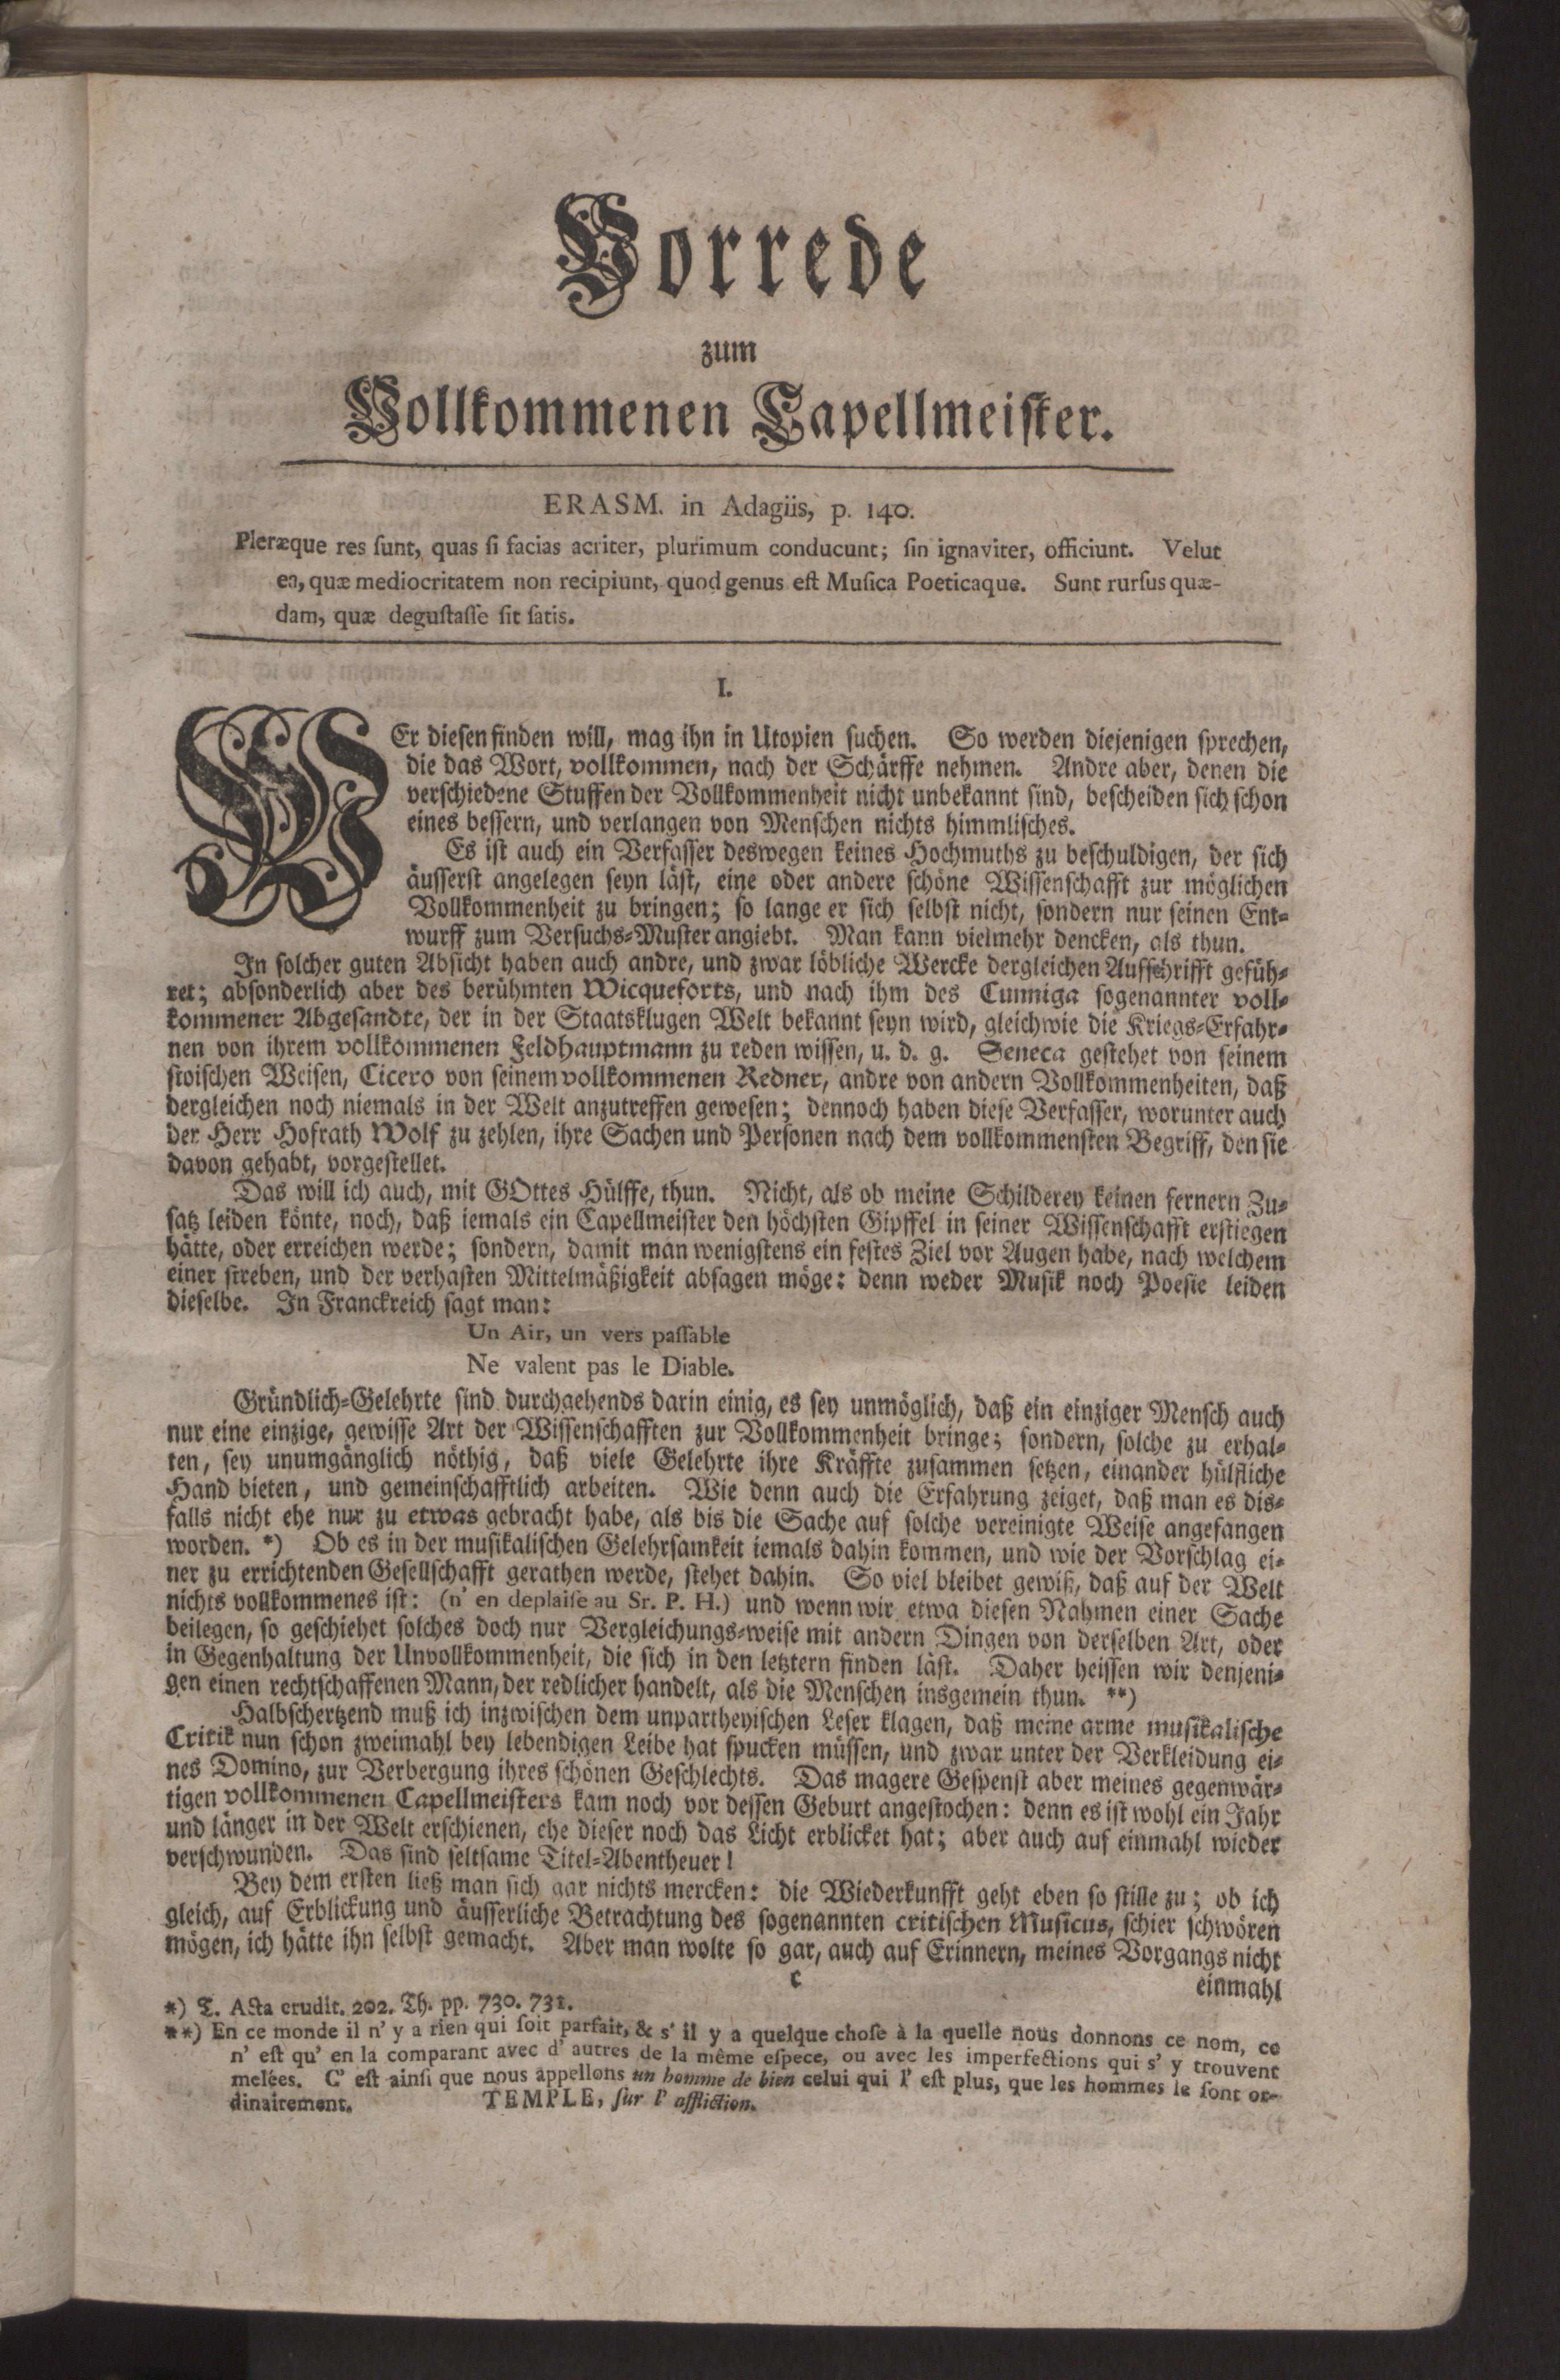 Vorrede
zum
Vollkommenen Capellmeister.
ERASM. in Adagiis, p. 140.
Pleræque res ſunt, quas ſi facias acriter, plurimum conducunt; ſin ignaviter, officiunt. Velut
ea, quæ mediocritatem non recipiunt, quod genus eſt Muſica Poeticaque. Sunt rurſus quæ-
dam, quæ deguſtaſſe ſit ſatis.
I.
WEr dieſen finden will, mag ihn in Utopien ſuchen. So werden diejenigen ſprechen,
die das Wort, vollkommen, nach der Schärffe nehmen. Andre aber, denen die
verſchiedene Stuffen der Vollkommenheit nicht unbekannt ſind, beſcheiden ſich ſchon
eines beſſern, und verlangen von Menſchen nichts himmliſches.
Es iſt auch ein Verfaſſer deswegen keines Hochmuths zu beſchuldigen, der ſich
äuſſerſt angelegen ſeyn läſt, eine oder andere ſchöne Wiſſenſchafft zur möglichen
Vollkommenheit zu bringen; ſo lange er ſich ſelbſt nicht, ſondern nur ſeinen Ent-
wurff zum Verſuchs-Muſter angiebt. Man kann vielmehr dencken, als thun.
In ſolcher guten Abſicht haben auch andre, und zwar löbliche Wercke dergleichen Aufſchrifft gefüh-
ret; abſonderlich aber des berühmten Wicqueforts, und nach ihm des Cunniga ſogenannter voll-
kommener Abgeſandte, der in der Staatsklugen Welt bekannt ſeyn wird, gleichwie die Kriegs-Erfahr-
nen von ihrem vollkommenen Feldhauptmann zu reden wiſſen, u. d. g. Seneca geſtehet von ſeinem
ſtoiſchen Weiſen, Cicero von ſeinem vollkommenen Redner, andre von andern Vollkommenheiten, daß
dergleichen noch niemals in der Welt anzutreffen geweſen; dennoch haben dieſe Verfaſſer, worunter auch
der Herr Hofrath Wolf zu zehlen, ihre Sachen und Perſonen nach dem vollkommenſten Begriff, den ſie
davon gehabt, vorgeſtellet.
Das will ich auch, mit GOttes Hülffe, thun. Nicht, als ob meine Schilderey keinen fernern Zu-
ſatz leiden könte, noch, daß iemals ein Capellmeiſter den höchſten Gipffel in ſeiner Wiſſenſchafft erſtiegen
hätte, oder erreichen werde; ſondern, damit man wenigſtens ein feſtes Ziel vor Augen habe, nach welchem
einer ſtreben, und der verhaſten Mittelmäßigkeit abſagen möge: denn weder Muſik noch Poeſie leiden
dieſelbe. In Franckreich ſagt man:
Un Air, un vers paſſable
Ne valent pas le Diable.
Gründlich-Gelehrte ſind durchgehends darin einig, es ſey unmöglich, daß ein einziger Menſch auch
nur eine einzige, gewiſſe Art der Wiſſenſchafften zur Vollkommenheit bringe; ſondern, ſolche zu erhal-
ten, ſey unumgänglich nöthig, daß viele Gelehrte ihre Kräffte zuſammen ſetzen, einander hülfliche
Hand bieten, und gemeinſchafftlich arbeiten. Wie denn auch die Erfahrung zeiget, daß man es dis-
falls nicht ehe nur zu etwas gebracht habe, als bis die Sache auf ſolche vereinigte Weiſe angefangen
worden. *) Ob es in der muſikaliſchen Gelehrſamkeit iemals dahin kommen, und wie der Vorſchlag ei-
ner zu errichtenden Geſellſchafft gerathen werde, ſtehet dahin. So viel bleibet gewiß, daß auf der Welt
nichts vollkommenes iſt: (n' en deplaiſe au Sr. P. H.) und wenn wir etwa dieſen Nahmen einer Sache
beilegen, ſo geſchiehet ſolches doch nur Vergleichungs-weiſe mit andern Dingen von derſelben Art, oder
in Gegenhaltung der Unvollkommenheit, die ſich in den letztern finden läſt. Daher heiſſen wir denjeni-
gen einen rechtſchaffenen Mann, der redlicher handelt, als die Menſchen insgemein thun. **)
Halbſchertzend muß ich inzwiſchen dem unpartheyiſchen Leſer klagen, daß meine arme muſikaliſche
Critik nun ſchon zweimahl bey lebendigen Leibe hat ſpucken müſſen, und zwar unter der Verkleidung ei-
nes Domino, zur Verbergung ihres ſchönen Geſchlechts. Das magere Geſpenſt aber meines gegenwär-
tigen vollkommenen Capellmeiſters kam noch vor deſſen Geburt angeſtochen: denn es iſt wohl ein Jahr
und länger in der Welt erſchienen, ehe dieſer noch das Licht erblicket hat; aber auch auf einmahl wieder
verſchwunden. Das ſind ſeltſame Titel-Abentheuer!
Bey dem erſten ließ man ſich gar nichts mercken: die Wiederkunfft geht eben ſo ſtille zu; ob ich
gleich, auf Erblickung und äuſſerliche Betrachtung des ſogenannten critiſchen Muſicus, ſchier ſchwören
mögen, ich hätte ihn ſelbſt gemacht. Aber man wolte ſo gar, auch auf Erinnern, meines Vorgangs nicht
c
einmahl
*) T. Acta erudit. 202. Th. pp. 730. 731.
**) En ce monde il n' y a rien qui ſoit parfait, & s' il y a quelque choſe à la quelle nous donnons ce nom, ce
n' eſt qu' en la comparant avec d' autres de la même eſpece, ou avec les imperfections qui s' y trouvent
melées. C' eſt ainſi que nous appellons un homme de bien celui qui l' eſt plus, que les hommes le ſont or-
dinairement. TEMPLE, ſur l' affliction.